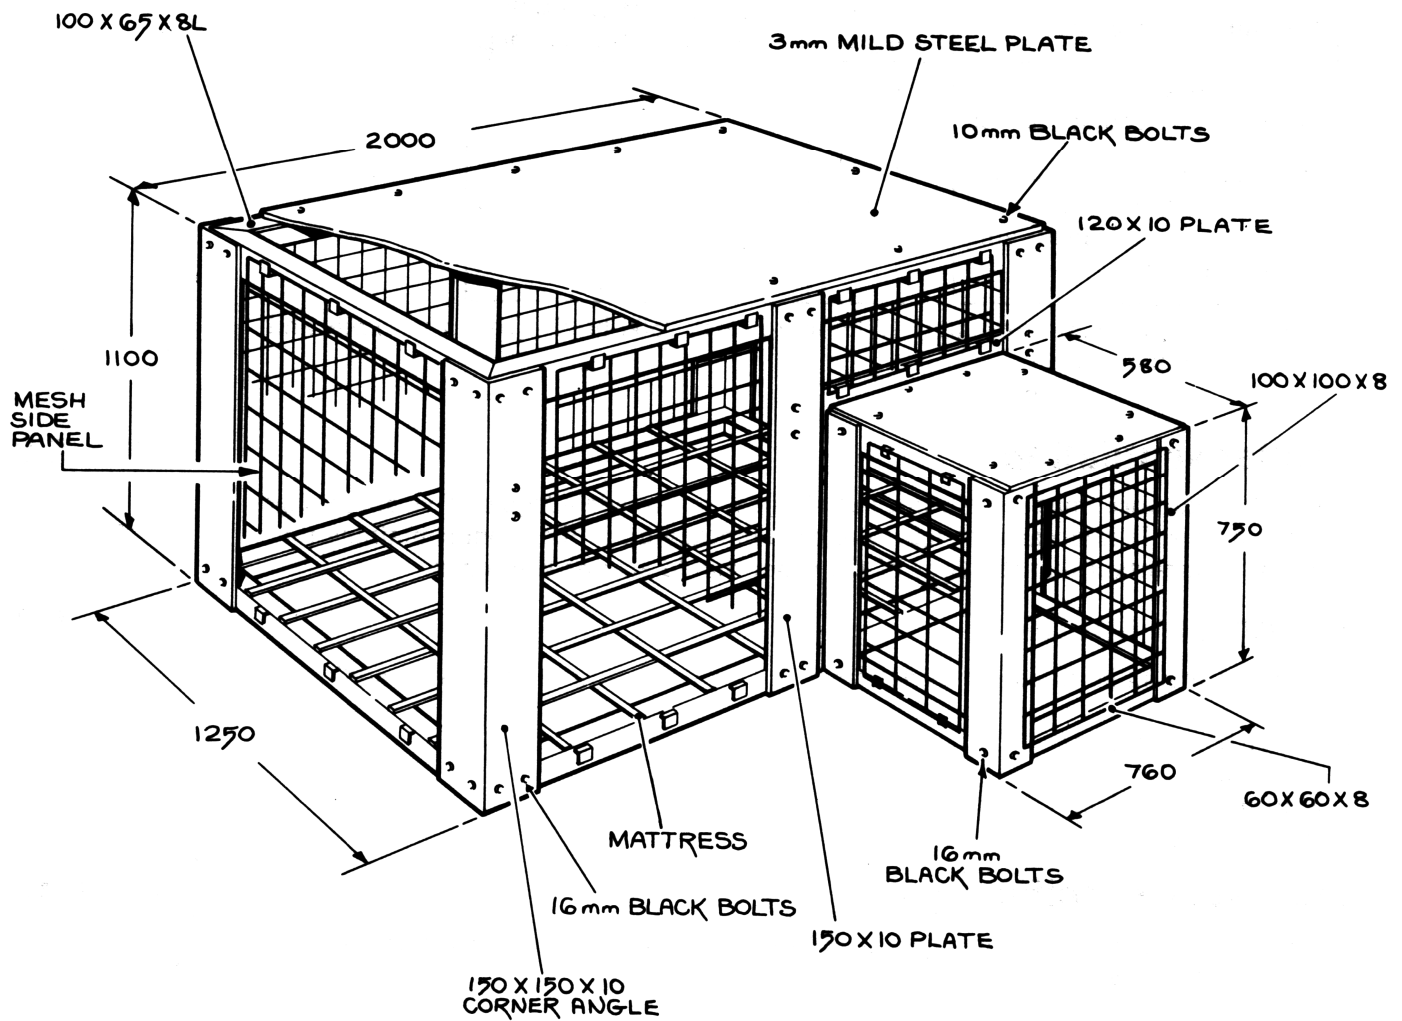 100 X 65 X 8L
3mm MILD STEEL PLATE
2000
10mm BLACK BOLTS
120 X 10 PLATE
1100
580
100 X 100 X 8
MESH
SIDE
PANEL
750
1250
760
60 X 60 X 8
MATTRESS
16mm
BLACK BOLTS
16mm BLACK BOLTS
150 X 10 PLATE
150 X 150 X 10
CORNER ANGLE